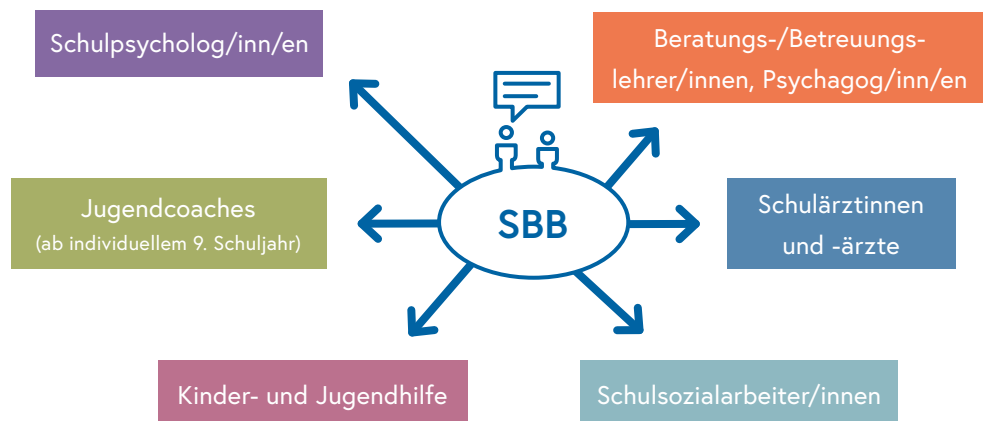 Schulpsycholog/inn/en
Beratungs-/Betreuungs-
lehrer/innen, Psychagog/inn/en
Jugendcoaches
(ab individuellem 9. Schuljahr)
SBB
Schulärztinnen
und -ärzte
Kinder- und Jugendhilfe
Schulsozialarbeiter/innen